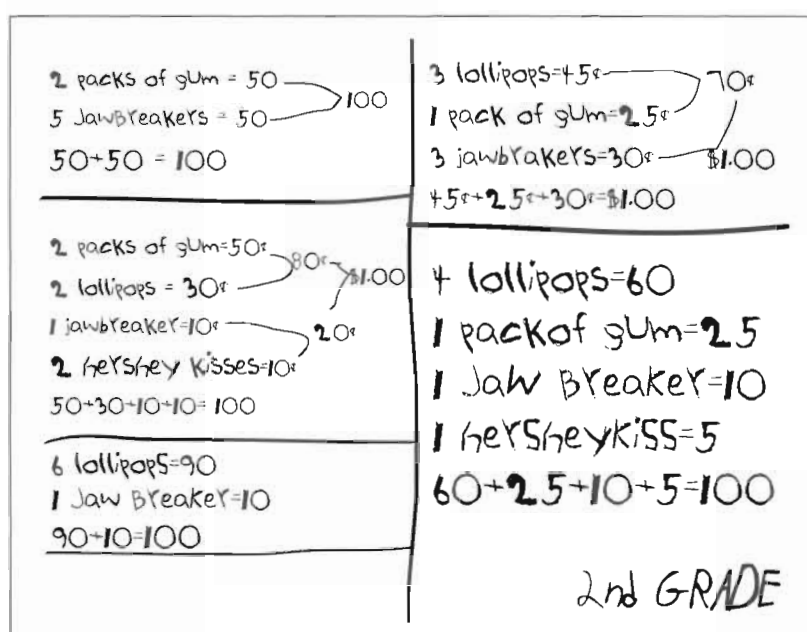 2 packs of gum = 50
5 JawBreakers = 50
100
50+50 = 100
2 packs of gum=50¢
2 lollipops = 30¢
80¢
$1.00
1 jawbreaker=10¢
20¢
2 hershey kisses=10¢
50+30+10+10= 100
6 lollipops=90
1 Jaw Breaker=10
90+10=100
3 lollipops=45¢
70¢
1 pack of gum=25¢
3 jawbrakers=30¢
$1.00
45¢+25¢+30¢=$1.00
4 lollipops=60
1 packof gum=25
1 Jaw Breaker=10
1 hersheykiss=5
60+25+10+5=100
2nd GRADE